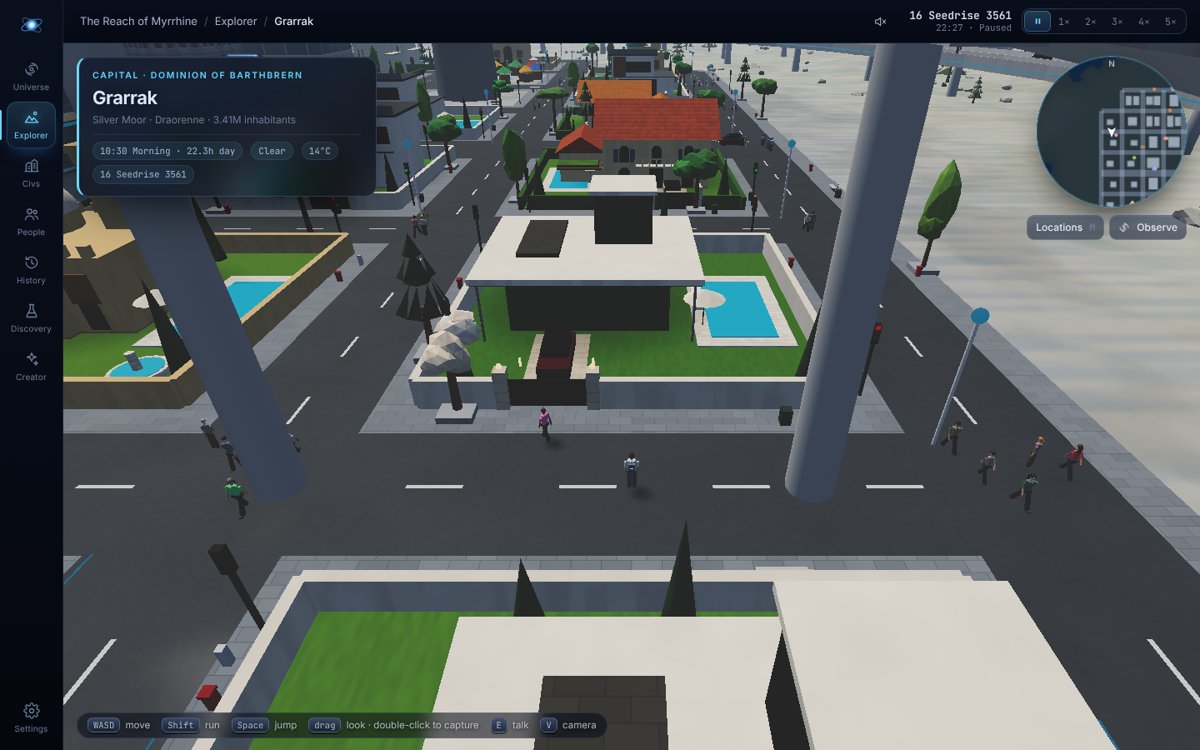 The Reach of Myrrhine / Explorer / Grarrak
16 Seedrise 3561
22:27 · Paused
1× 2× 3× 4× 5×
Universe
Explorer
Civs
People
History
Discovery
Creator
Settings
CAPITAL · DOMINION OF BARTHBRERN
Grarrak
Silver Moor · Draorenne · 3.41M inhabitants
10:30 Morning · 22.3h day
Clear
14°C
16 Seedrise 3561
N
Locations M
Observe
WASD move Shift run Space jump drag look · double-click to capture E talk V camera